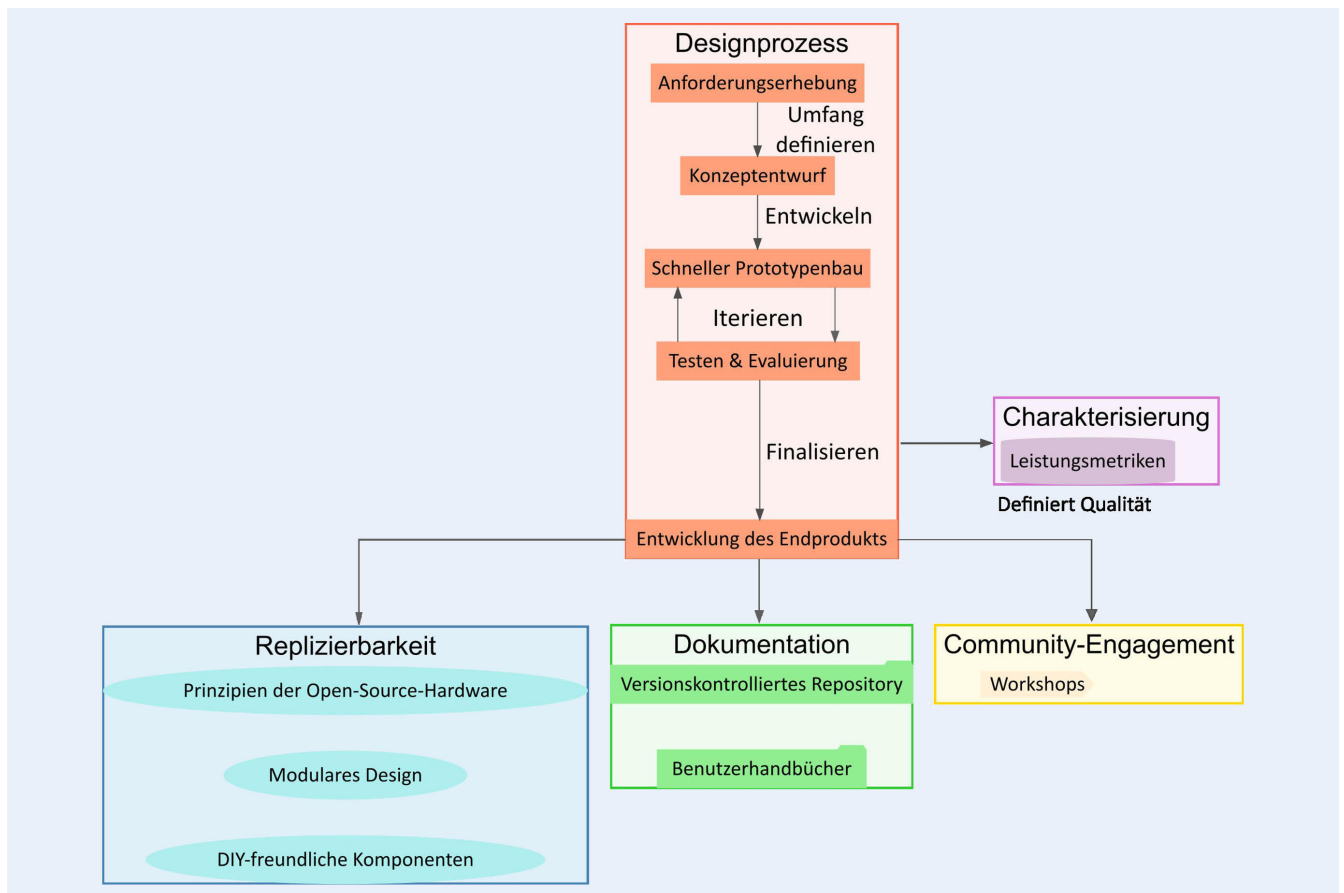 Designprozess
Anforderungserhebung
Umfang
definieren
Konzeptentwurf
Entwickeln
Schneller Prototypenbau
Iterieren
Testen & Evaluierung
Finalisieren
Charakterisierung
Leistungsmetriken
Definiert Qualität
Entwicklung des Endprodukts
Replizierbarkeit
Prinzipien der Open-Source-Hardware
Modulares Design
DIY-freundliche Komponenten
Dokumentation
Versionskontrolliertes Repository
Benutzerhandbücher
Community-Engagement
Workshops